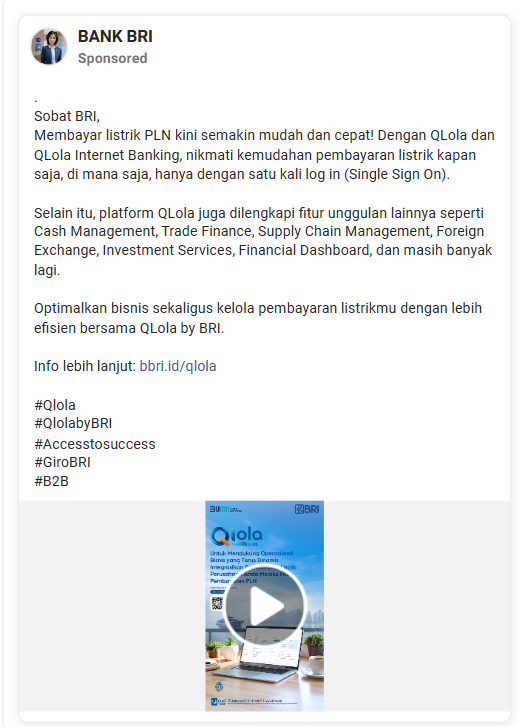 BANK BRI
Sponsored
.
Sobat BRI,
Membayar listrik PLN kini semakin mudah dan cepat! Dengan QLola dan
QLola Internet Banking, nikmati kemudahan pembayaran listrik kapan
saja, di mana saja, hanya dengan satu kali log in (Single Sign On).
Selain itu, platform QLola juga dilengkapi fitur unggulan lainnya seperti
Cash Management, Trade Finance, Supply Chain Management, Foreign
Exchange, Investment Services, Financial Dashboard, dan masih banyak
lagi.
Optimalkan bisnis sekaligus kelola pembayaran listrikmu dengan lebih
efisien bersama QLola by BRI.
Info lebih lanjut: bbri.id/qlola
#Qlola
#QlolabyBRI
#Accesstosuccess
#GiroBRI
#B2B
BUMN
BRI
Qlola
Untuk Mendukung Operasional
Bisnis yang Terus Dinamis
Integrasikan
Perusahaan Anda Melalui
Pembayaran PLN